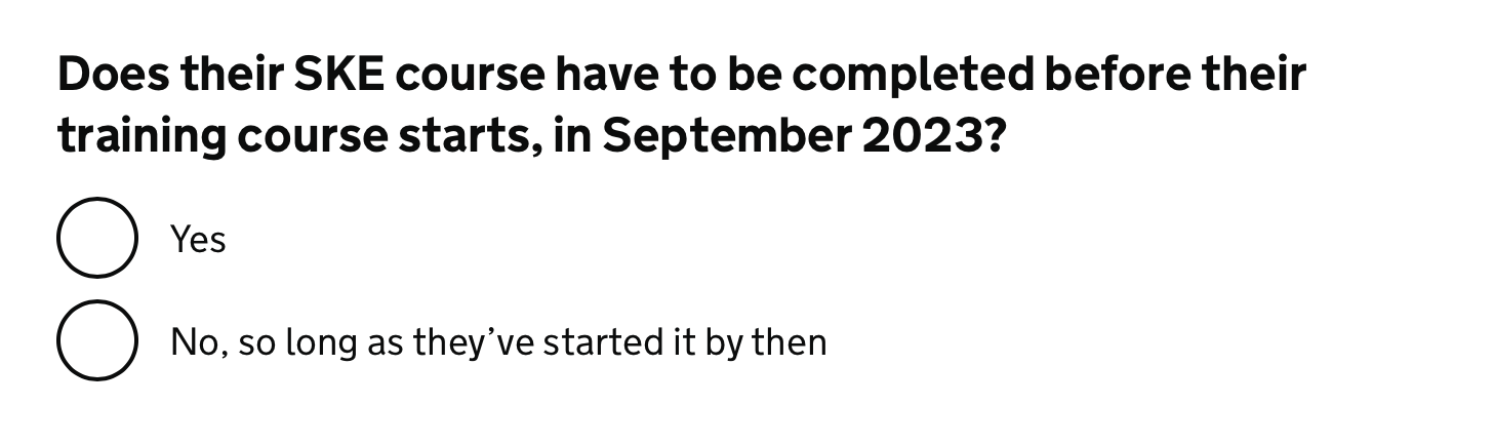 Does their SKE course have to be completed before their
training course starts, in September 2023?
Yes
No, so long as they’ve started it by then